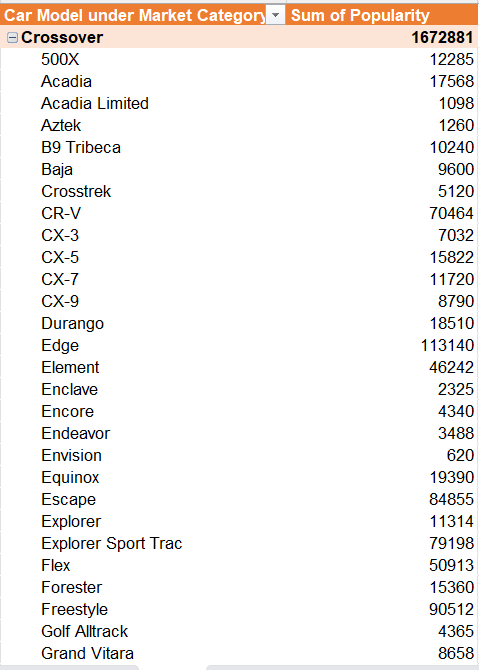 Car Model under Market Category Sum of Popularity
Crossover 1672881
500X 12285
Acadia 17568
Acadia Limited 1098
Aztek 1260
B9 Tribeca 10240
Baja 9600
Crosstrek 5120
CR-V 70464
CX-3 7032
CX-5 15822
CX-7 11720
CX-9 8790
Durango 18510
Edge 113140
Element 46242
Enclave 2325
Encore 4340
Endeavor 3488
Envision 620
Equinox 19390
Escape 84855
Explorer 11314
Explorer Sport Trac 79198
Flex 50913
Forester 15360
Freestyle 90512
Golf Alltrack 4365
Grand Vitara 8658